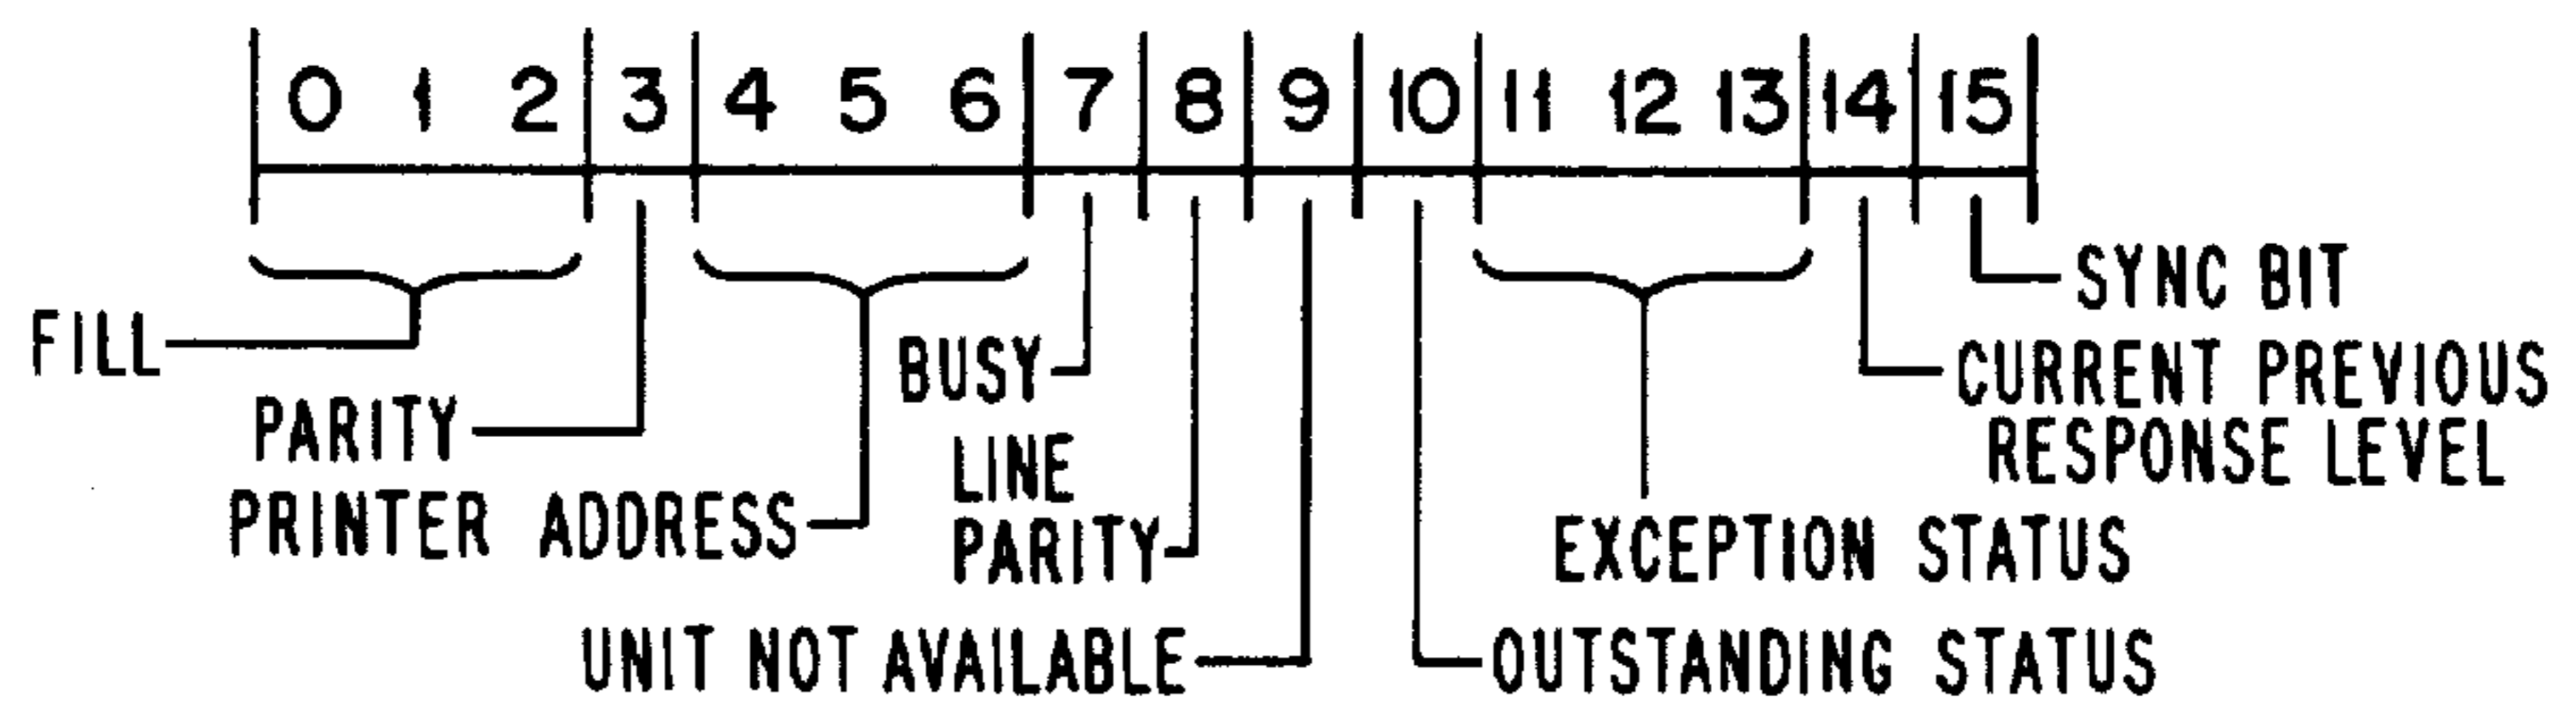 0 1 2 3 4 5 6 7 8 9 10 11 12 13 14 15
SYNC BIT
FILL
BUSY
CURRENT PREVIOUS
RESPONSE LEVEL
PARITY
LINE
PARITY
PRINTER ADDRESS
EXCEPTION STATUS
UNIT NOT AVAILABLE
OUTSTANDING STATUS